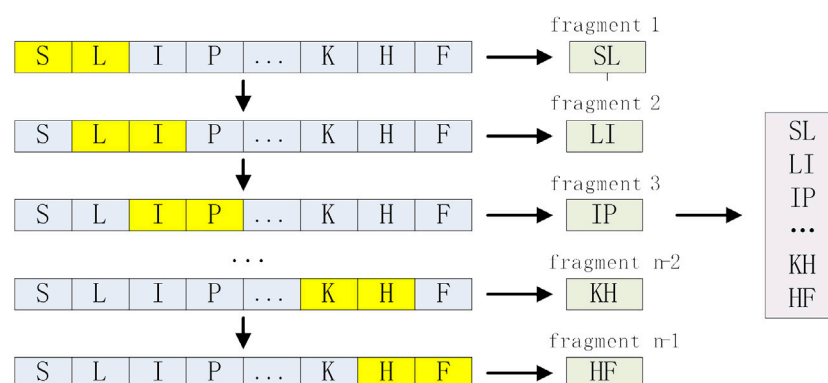 fragment 1
S L I P ... K H F
SL
fragment 2
S L I P ... K H F
LI
fragment 3
S L I P ... K H F
IP
...
fragment n-2
S L I P ... K H F
KH
fragment n-1
S L I P ... K H F
HF
SL
LI
IP
...
KH
HF